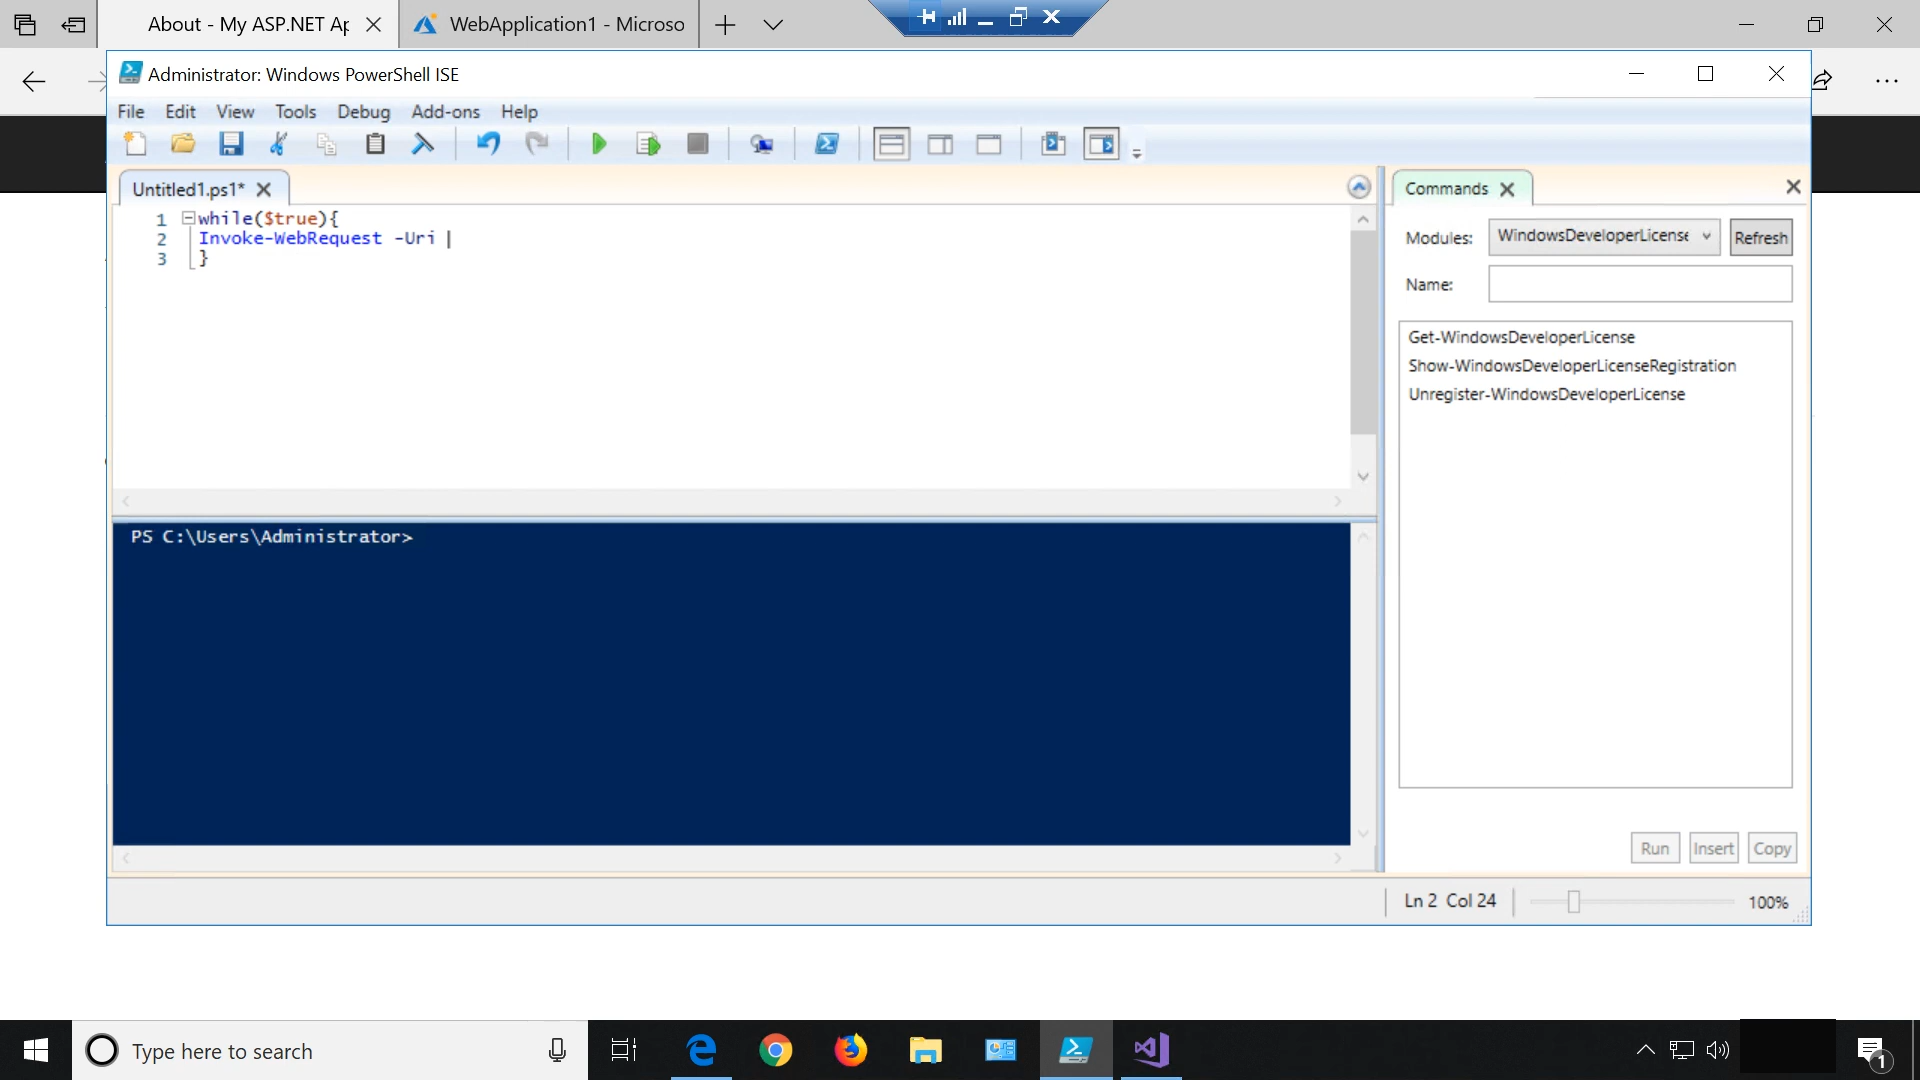 About - My ASP.NET Ap
WebApplication1 - Microso
Administrator: Windows PowerShell ISE
File Edit View Tools Debug Add-ons Help
Untitled1.ps1*
1 while($true){
2 Invoke-WebRequest -Uri
3 }
PS C:\Users\Administrator>
Commands
Modules: WindowsDeveloperLicense Refresh
Name:
Get-WindowsDeveloperLicense
Show-WindowsDeveloperLicenseRegistration
Unregister-WindowsDeveloperLicense
Run Insert Copy
Ln 2 Col 24 100%
Type here to search
1